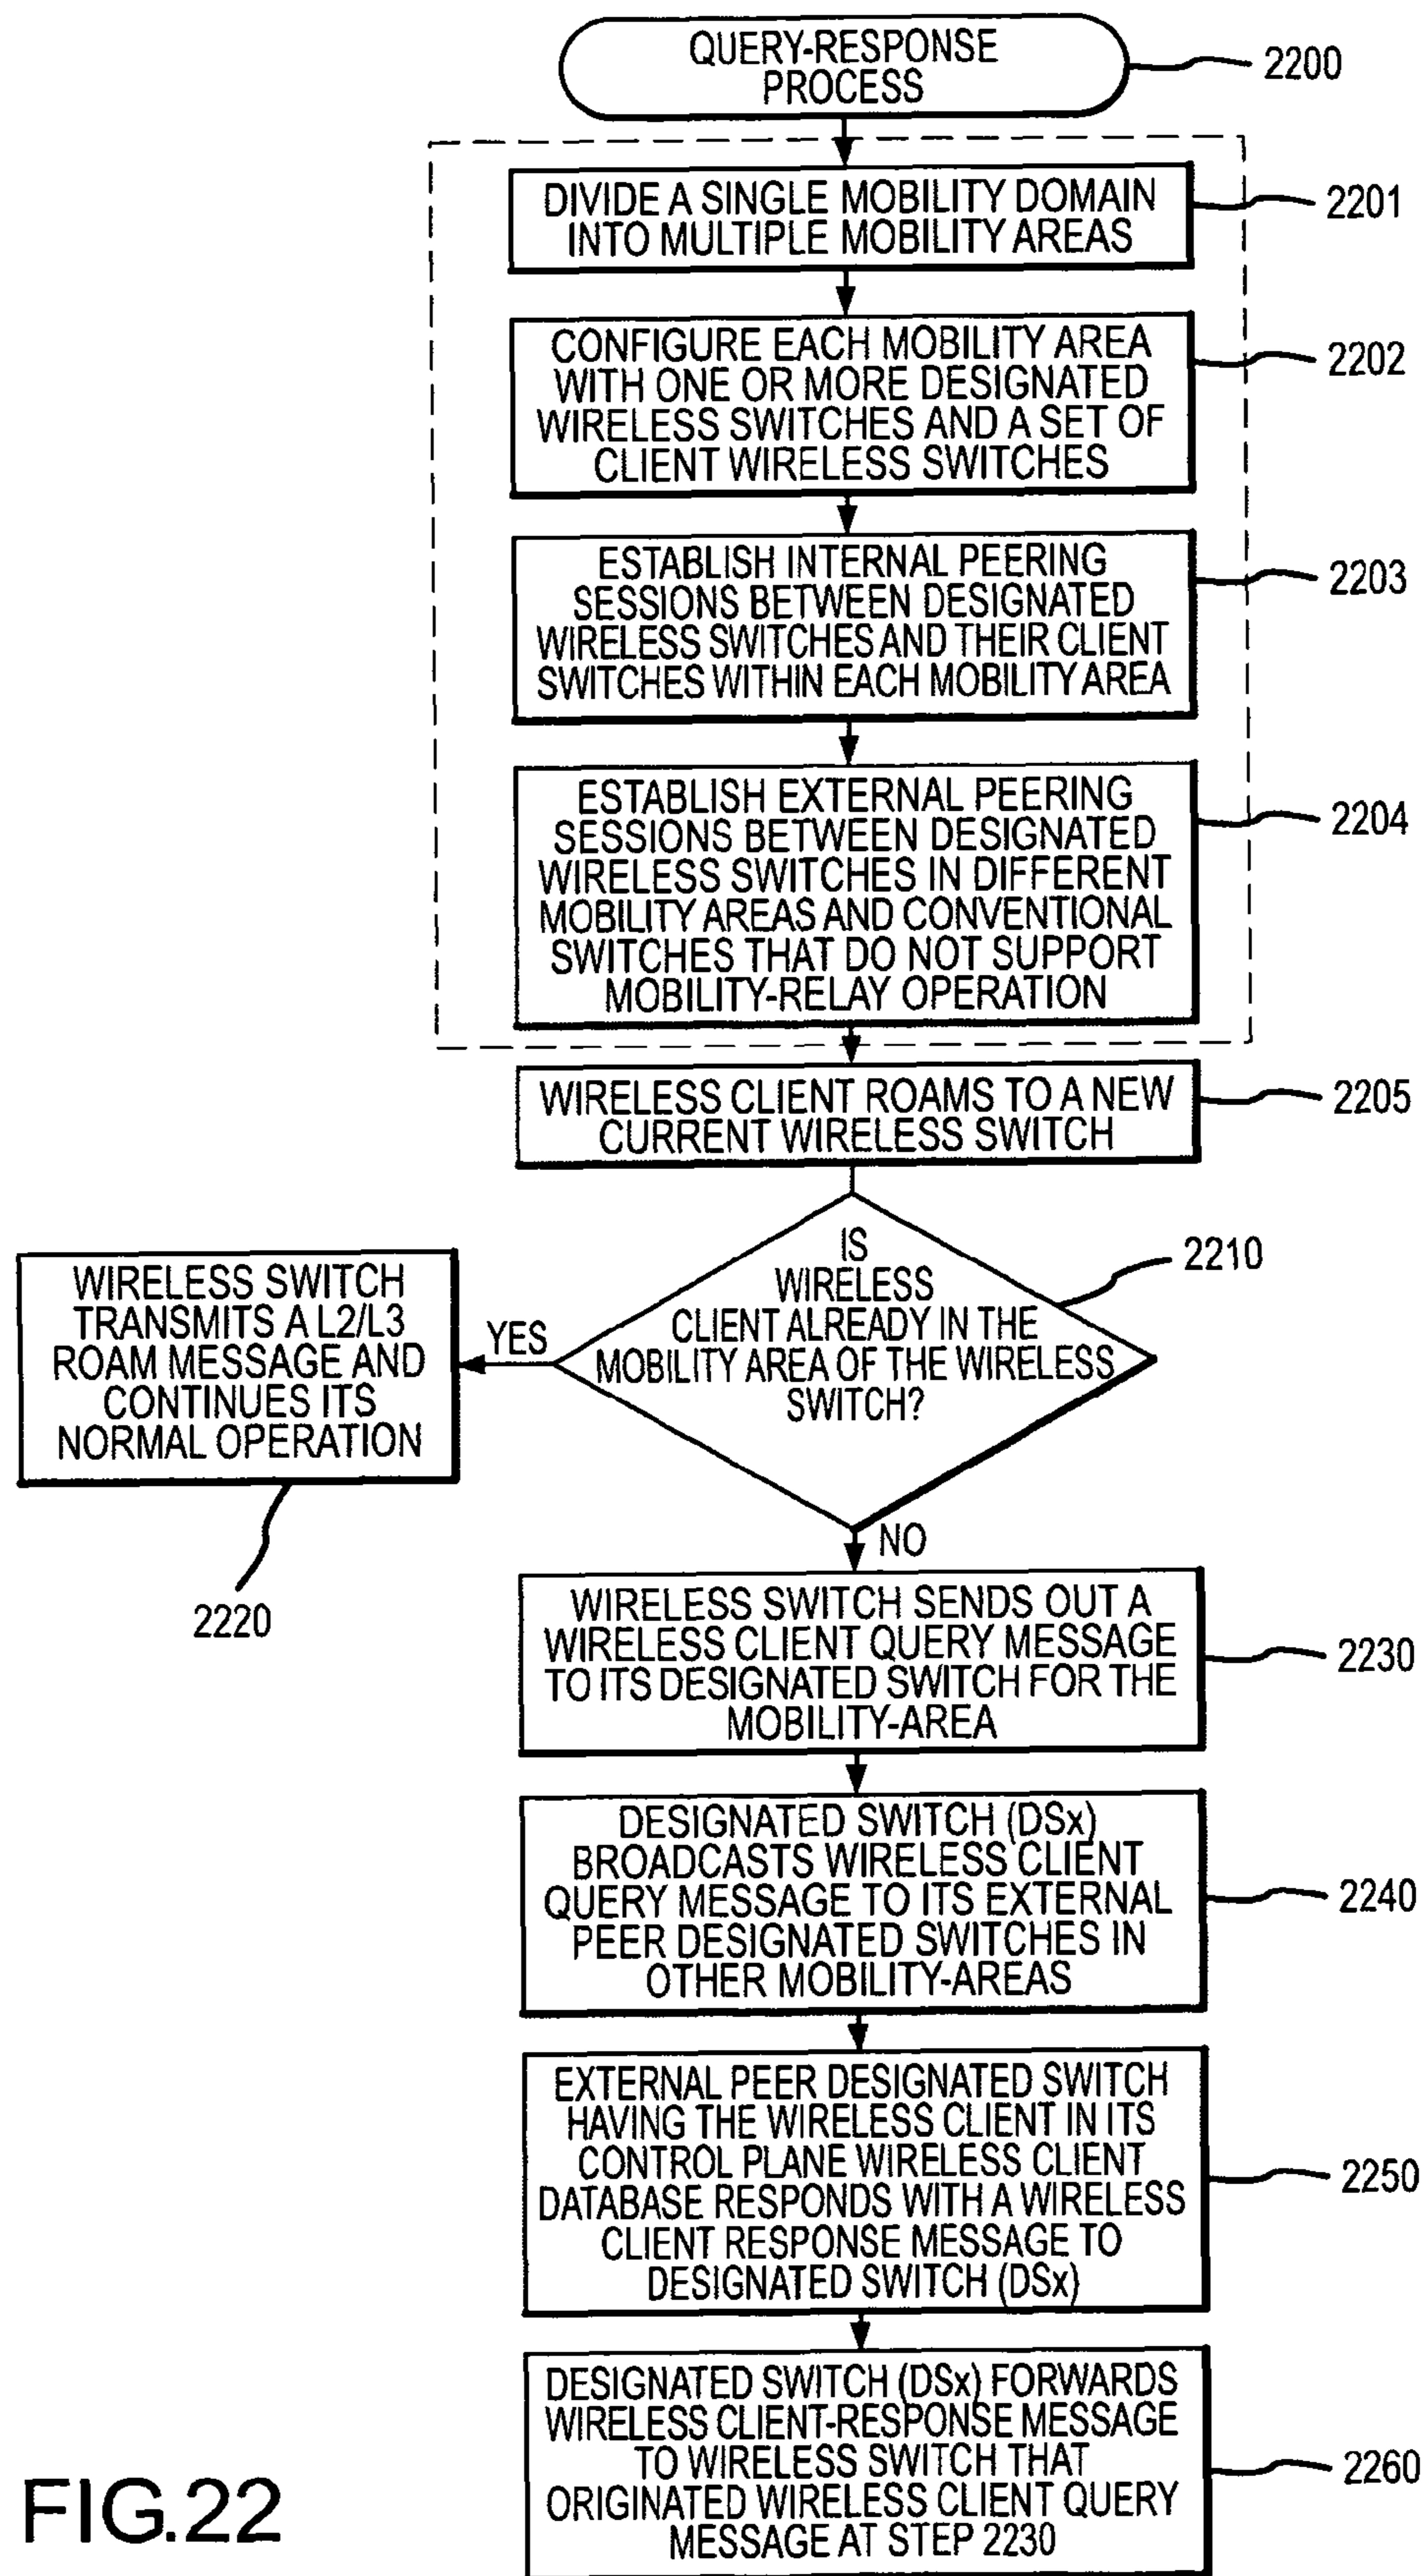 QUERY-RESPONSE
PROCESS
2200
DIVIDE A SINGLE MOBILITY DOMAIN
INTO MULTIPLE MOBILITY AREAS
2201
CONFIGURE EACH MOBILITY AREA
WITH ONE OR MORE DESIGNATED
WIRELESS SWITCHES AND A SET OF
CLIENT WIRELESS SWITCHES
2202
ESTABLISH INTERNAL PEERING
SESSIONS BETWEEN DESIGNATED
WIRELESS SWITCHES AND THEIR CLIENT
SWITCHES WITHIN EACH MOBILITY AREA
2203
ESTABLISH EXTERNAL PEERING
SESSIONS BETWEEN DESIGNATED
WIRELESS SWITCHES IN DIFFERENT
MOBILITY AREAS AND CONVENTIONAL
SWITCHES THAT DO NOT SUPPORT
MOBILITY-RELAY OPERATION
2204
WIRELESS CLIENT ROAMS TO A NEW
CURRENT WIRELESS SWITCH
2205
IS
WIRELESS
CLIENT ALREADY IN THE
MOBILITY AREA OF THE WIRELESS
SWITCH?
2210
YES
WIRELESS SWITCH
TRANSMITS A L2/L3
ROAM MESSAGE AND
CONTINUES ITS
NORMAL OPERATION
2220
NO
WIRELESS SWITCH SENDS OUT A
WIRELESS CLIENT QUERY MESSAGE
TO ITS DESIGNATED SWITCH FOR THE
MOBILITY-AREA
2230
DESIGNATED SWITCH (DSx)
BROADCASTS WIRELESS CLIENT
QUERY MESSAGE TO ITS EXTERNAL
PEER DESIGNATED SWITCHES IN
OTHER MOBILITY-AREAS
2240
EXTERNAL PEER DESIGNATED SWITCH
HAVING THE WIRELESS CLIENT IN ITS
CONTROL PLANE WIRELESS CLIENT
DATABASE RESPONDS WITH A WIRELESS
CLIENT RESPONSE MESSAGE TO
DESIGNATED SWITCH (DSx)
2250
DESIGNATED SWITCH (DSx) FORWARDS
WIRELESS CLIENT-RESPONSE MESSAGE
TO WIRELESS SWITCH THAT
ORIGINATED WIRELESS CLIENT QUERY
MESSAGE AT STEP 2230
2260
FIG.22